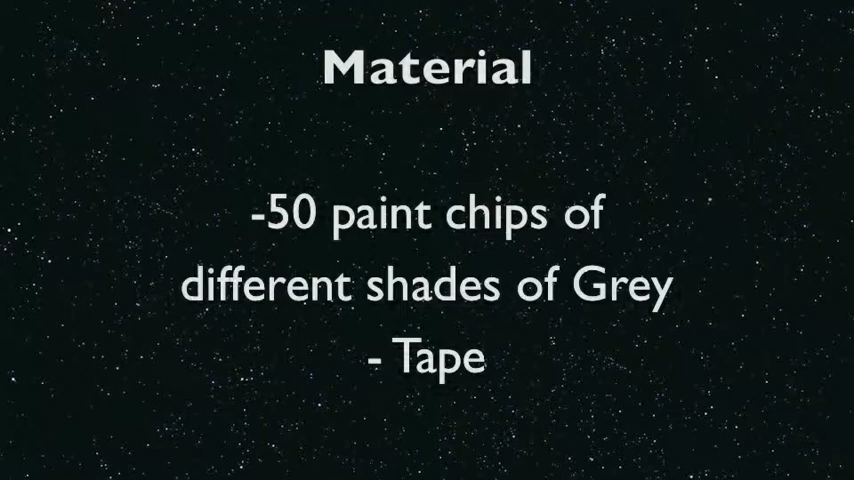 Material
-50 paint chips of
different shades of Grey
- Tape